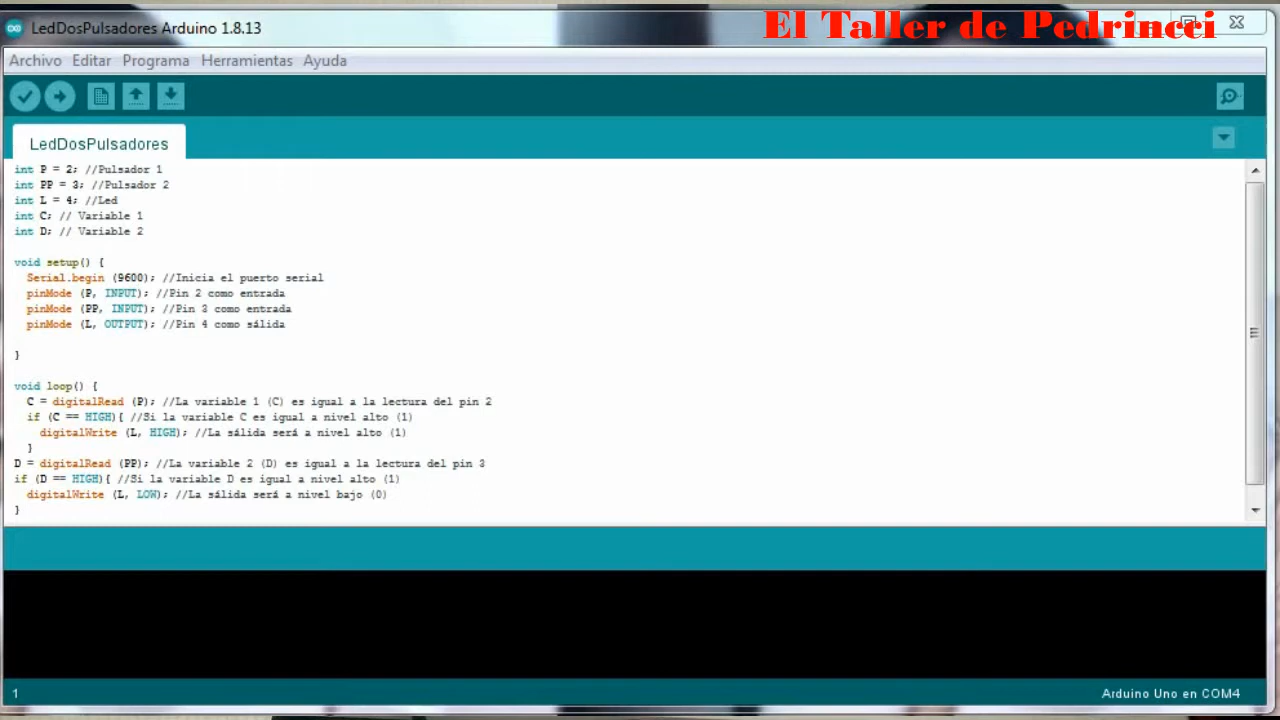 LedDosPulsadores Arduino 1.8.13
El Taller de Pedrincci
Archivo Editar Programa Herramientas Ayuda
LedDosPulsadores
int P = 2; //Pulsador 1
int PP = 3; //Pulsador 2
int L = 4; //Led
int C; // Variable 1
int D; // Variable 2
void setup() {
Serial.begin (9600); //Inicia el puerto serial
pinMode (P, INPUT); //Pin 2 como entrada
pinMode (PP, INPUT); //Pin 3 como entrada
pinMode (L, OUTPUT); //Pin 4 como sálida
}
void loop() {
C = digitalRead (P); //La variable 1 (C) es igual a la lectura del pin 2
if (C == HIGH){ //Si la variable C es igual a nivel alto (1)
digitalWrite (L, HIGH); //La sálida será a nivel alto (1)
}
D = digitalRead (PP); //La variable 2 (D) es igual a la lectura del pin 3
if (D == HIGH){ //Si la variable D es igual a nivel alto (1)
digitalWrite (L, LOW); //La sálida será a nivel bajo (0)
}
1
Arduino Uno en COM4